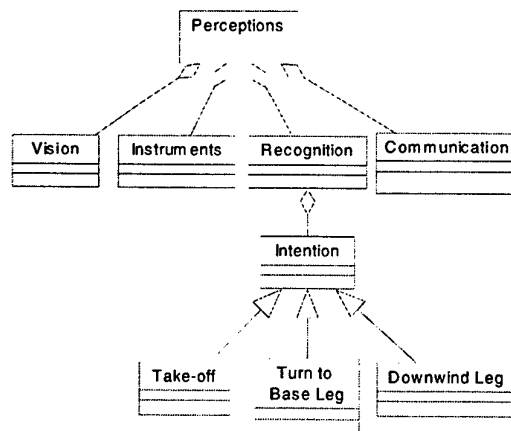 Perceptions
Vision
Instruments
Recognition
Communication
Intention
Take-off
Turn to
Base Leg
Downwind Leg